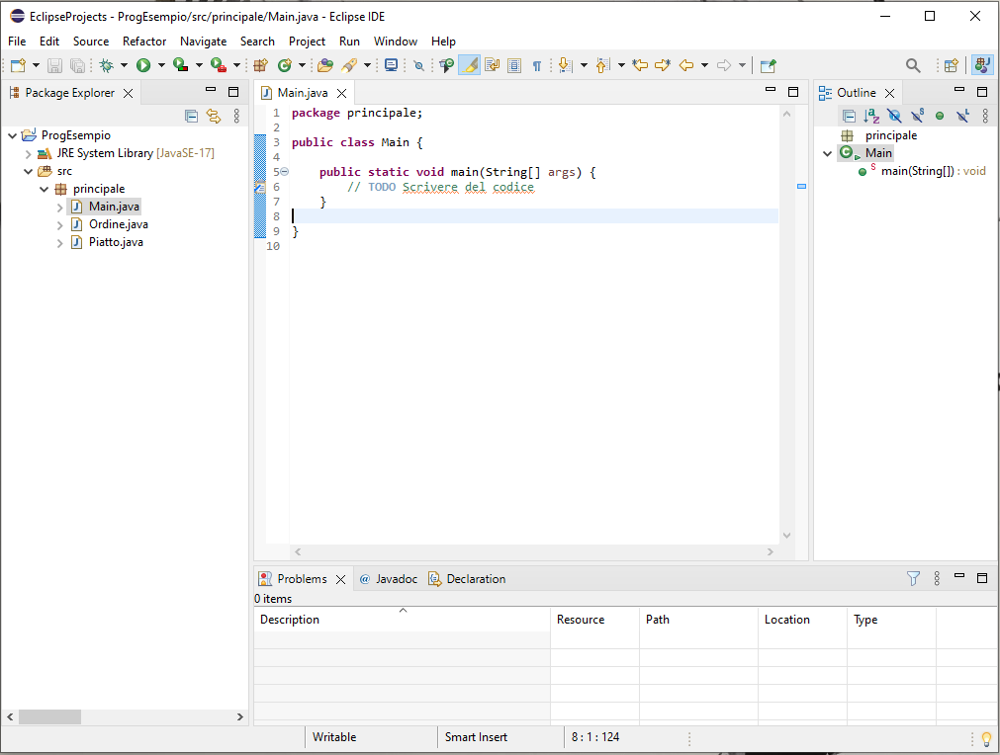 EclipseProjects - ProgEsempio/src/principale/Main.java - Eclipse IDE
File Edit Source Refactor Navigate Search Project Run Window Help
Package Explorer
ProgEsempio
JRE System Library [JavaSE-17]
src
principale
Main.java
Ordine.java
Piatto.java
Main.java
1 package principale;
2
3 public class Main {
4
5 public static void main(String[] args) {
6 // TODO Scrivere del codice
7 }
8
9 }
10
Outline
principale
Main
main(String[]) : void
Problems @ Javadoc Declaration
0 items
Description Resource Path Location Type
Writable Smart Insert 8 : 1 : 124